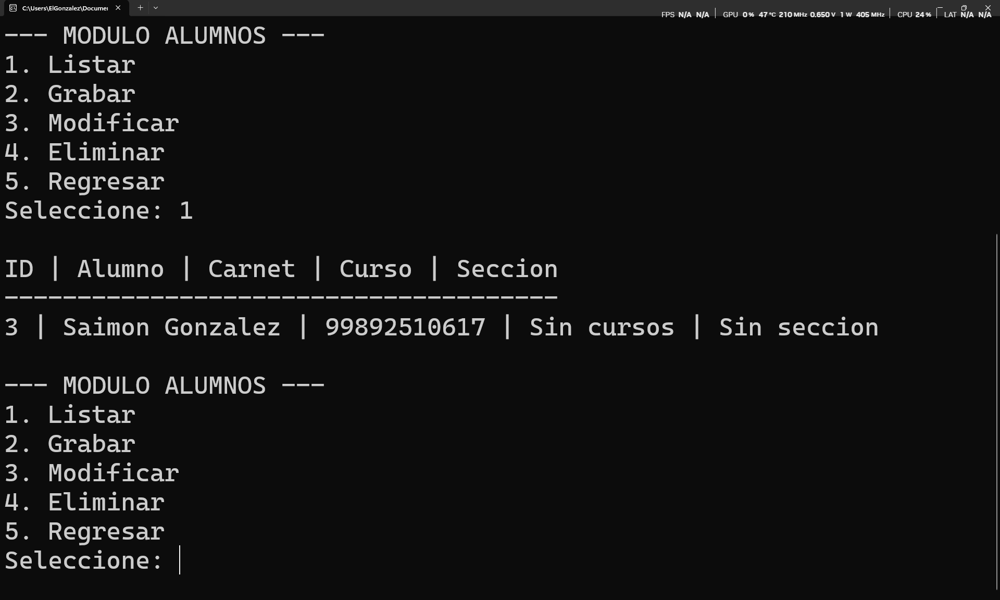 C:\Users\ElGonzalez\Docume
FPS N/A N/A | GPU 0% 47°C 210 MHz 0.650 V 1 W 405 MHz | CPU 24% | LAT N/A N/A
--- MODULO ALUMNOS ---
1. Listar
2. Grabar
3. Modificar
4. Eliminar
5. Regresar
Seleccione: 1
ID | Alumno | Carnet | Curso | Seccion
--------------------------------------
3 | Saimon Gonzalez | 99892510617 | Sin cursos | Sin seccion
--- MODULO ALUMNOS ---
1. Listar
2. Grabar
3. Modificar
4. Eliminar
5. Regresar
Seleccione: